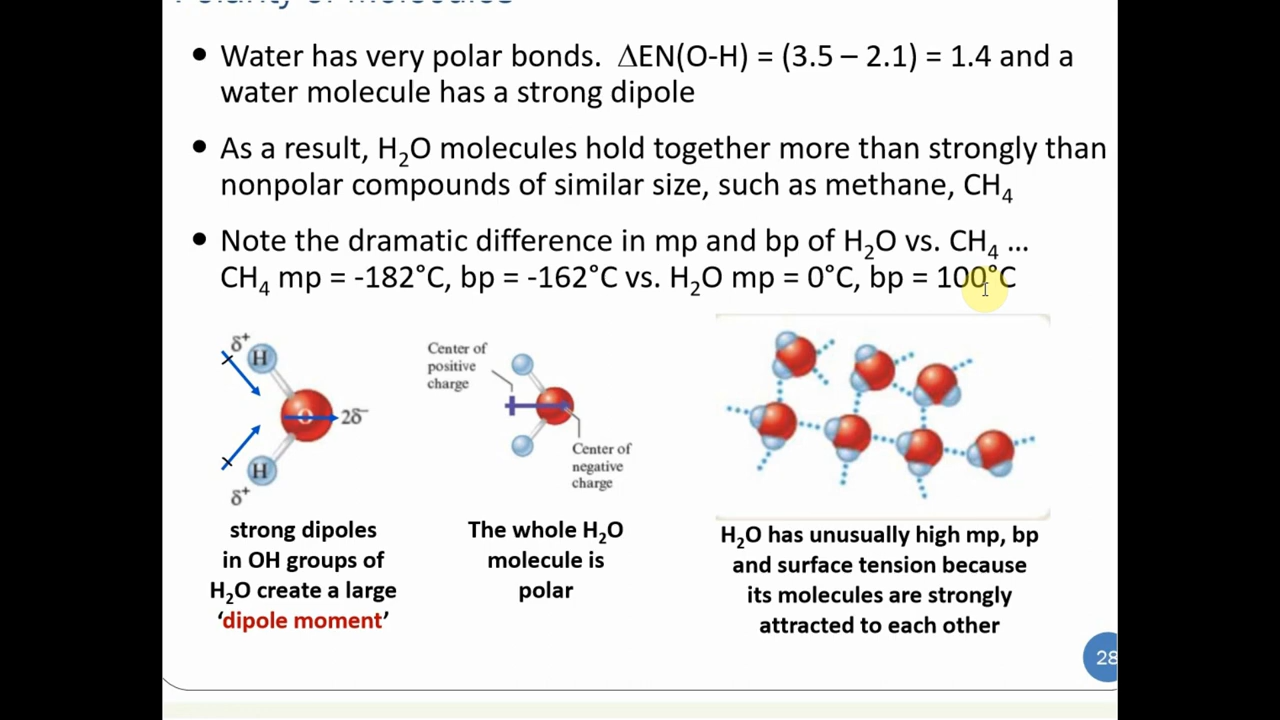 • Water has very polar bonds. ΔEN(O-H) = (3.5 – 2.1) = 1.4 and a
water molecule has a strong dipole
• As a result, H₂O molecules hold together more than strongly than
nonpolar compounds of similar size, such as methane, CH₄
• Note the dramatic difference in mp and bp of H₂O vs. CH₄ ...
CH₄ mp = -182°C, bp = -162°C vs. H₂O mp = 0°C, bp = 100°C
δ⁺
H
O
2δ⁻
H
δ⁺
strong dipoles
in OH groups of
H₂O create a large
‘dipole moment’
Center of
positive
charge
Center of
negative
charge
The whole H₂O
molecule is
polar
H₂O has unusually high mp, bp
and surface tension because
its molecules are strongly
attracted to each other
28